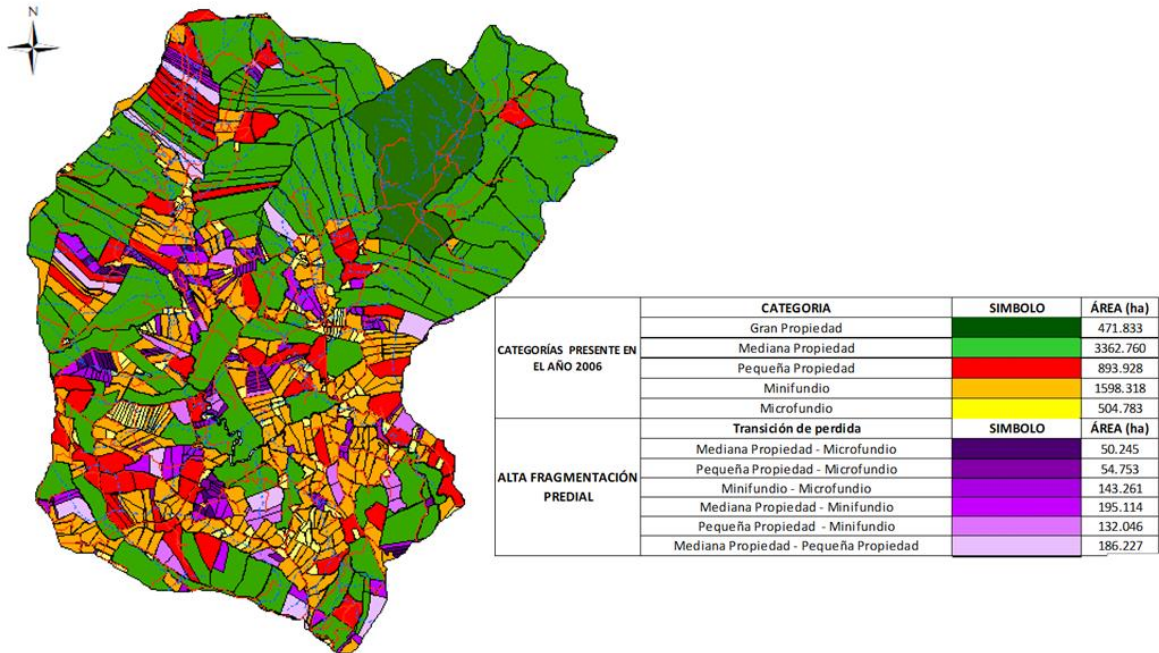 N
CATEGORÍAS PRESENTE EN
EL AÑO 2006
CATEGORIA SIMBOLO ÁREA (ha)
Gran Propiedad 471.833
Mediana Propiedad 3362.760
Pequeña Propiedad 893.928
Minifundio 1598.318
Microfundio 504.783
ALTA FRAGMENTACIÓN
PREDIAL
Transición de perdida SIMBOLO ÁREA (ha)
Mediana Propiedad - Microfundio 50.245
Pequeña Propiedad - Microfundio 54.753
Minifundio - Microfundio 143.261
Mediana Propiedad - Minifundio 195.114
Pequeña Propiedad - Minifundio 132.046
Mediana Propiedad - Pequeña Propiedad 186.227